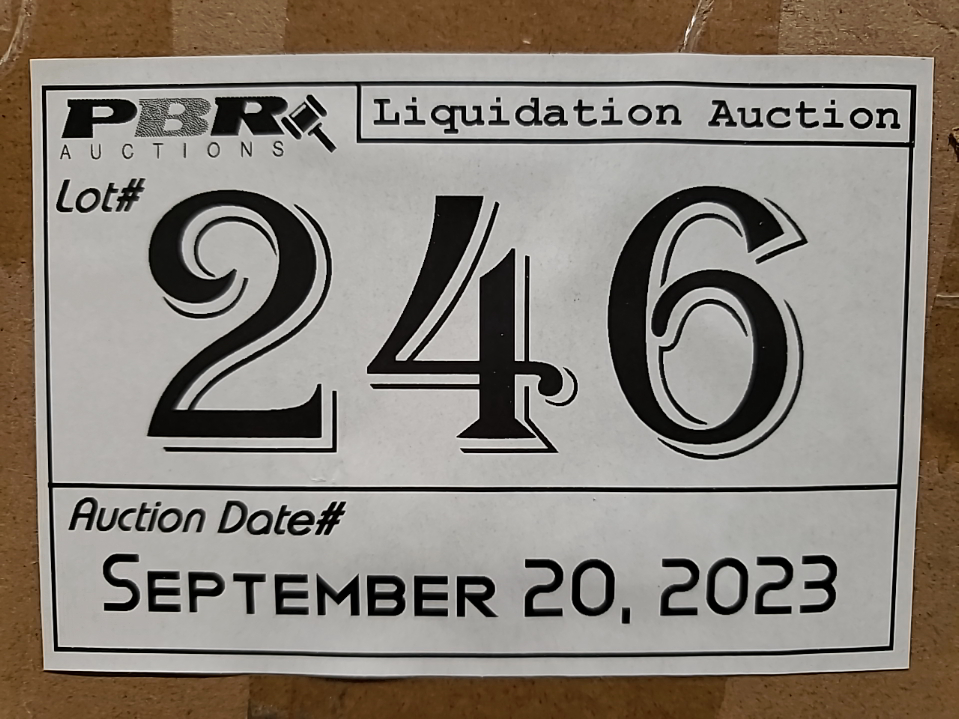 PBR
AUCTIONS
Liquidation Auction
Lot#
246
Auction Date#
September 20, 2023